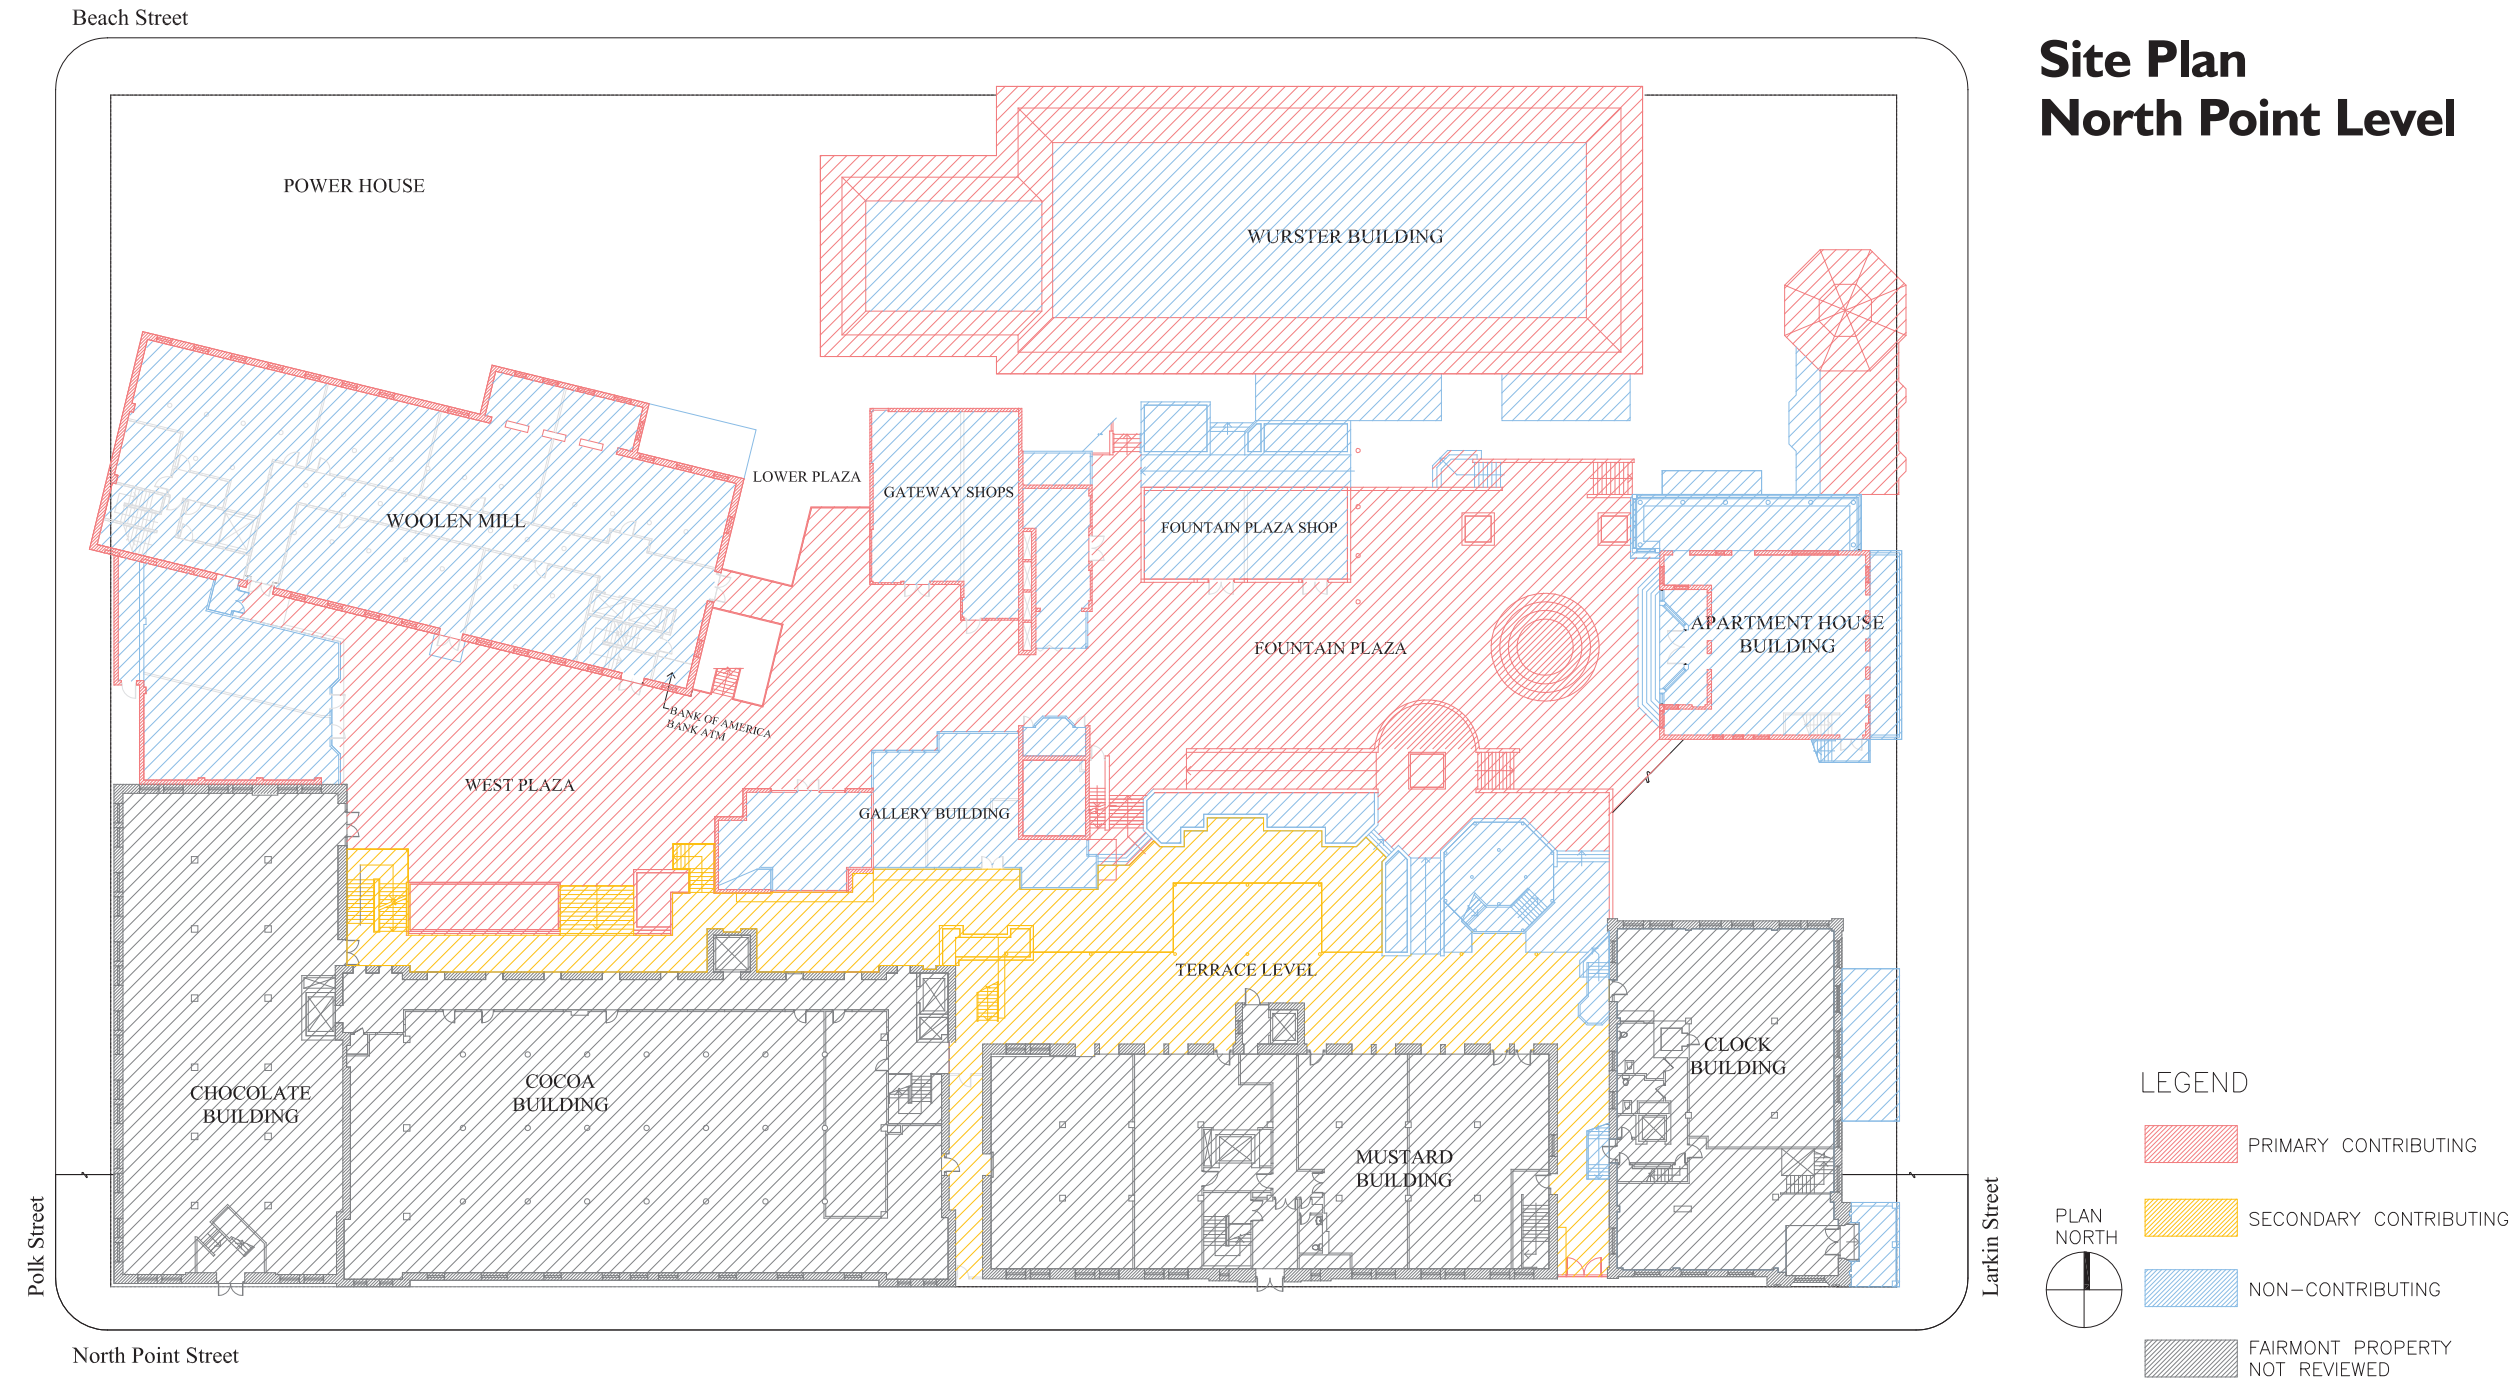 Beach Street
Site Plan
North Point Level
POWER HOUSE
WURSTER BUILDING
LOWER PLAZA
GATEWAY SHOPS
WOOLEN MILL
FOUNTAIN PLAZA SHOP
APARTMENT HOUSE
BUILDING
FOUNTAIN PLAZA
BANK OF AMERICA
BANK ATM
WEST PLAZA
GALLERY BUILDING
TERRACE LEVEL
CLOCK
BUILDING
CHOCOLATE
BUILDING
COCOA
BUILDING
MUSTARD
BUILDING
LEGEND
PRIMARY CONTRIBUTING
SECONDARY CONTRIBUTING
NON-CONTRIBUTING
FAIRMONT PROPERTY
NOT REVIEWED
PLAN
NORTH
Polk Street
Larkin Street
North Point Street